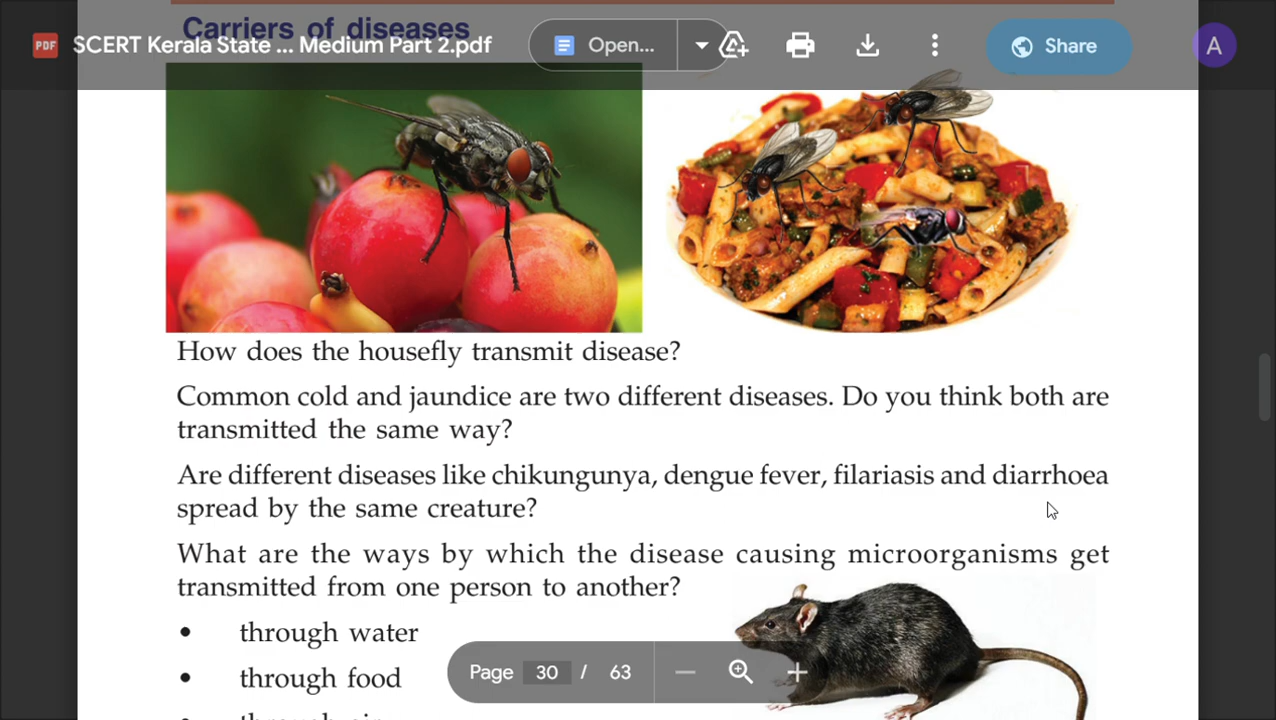 Carriers of diseases
PDF SCERT Kerala State ... Medium Part 2.pdf
Open...
Share
A
How does the housefly transmit disease?
Common cold and jaundice are two different diseases. Do you think both are
transmitted the same way?
Are different diseases like chikungunya, dengue fever, filariasis and diarrhoea
spread by the same creature?
What are the ways by which the disease causing microorganisms get
transmitted from one person to another?
• through water
• through food
• through air
Page 30 / 63